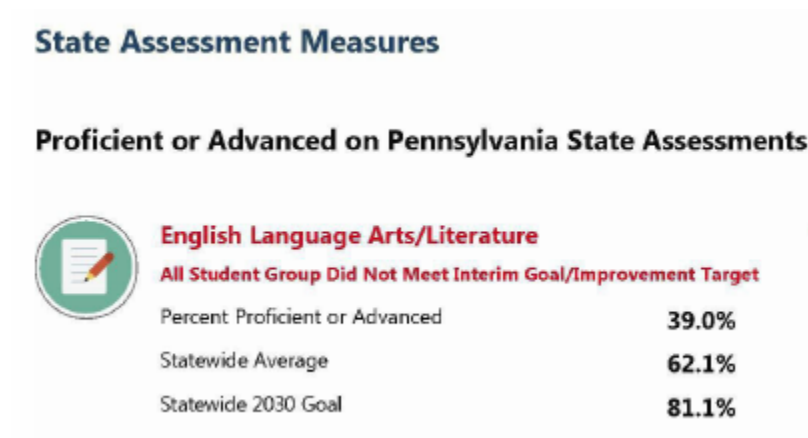 State Assessment Measures
Proficient or Advanced on Pennsylvania State Assessments
English Language Arts/Literature
All Student Group Did Not Meet Interim Goal/Improvement Target
Percent Proficient or Advanced 39.0%
Statewide Average 62.1%
Statewide 2030 Goal 81.1%